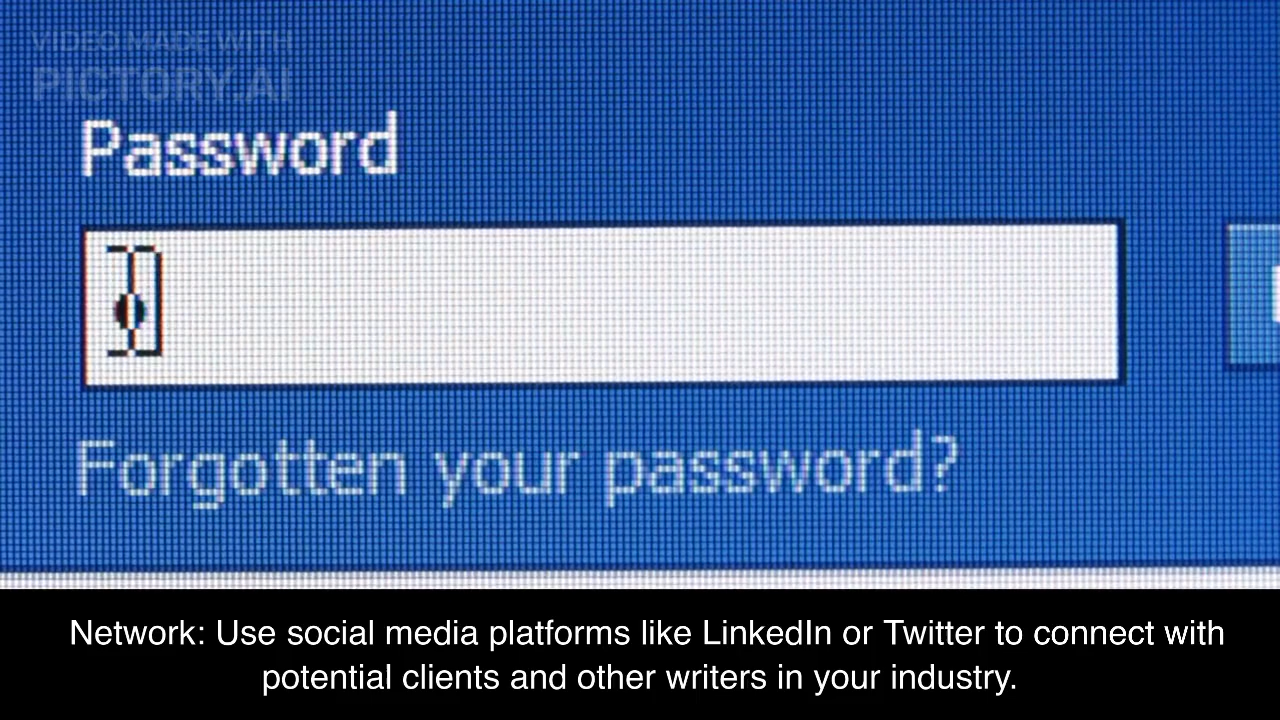 VIDEO MADE WITH
PICTORY.AI
Password
Forgotten your password?
Network: Use social media platforms like LinkedIn or Twitter to connect with
potential clients and other writers in your industry.